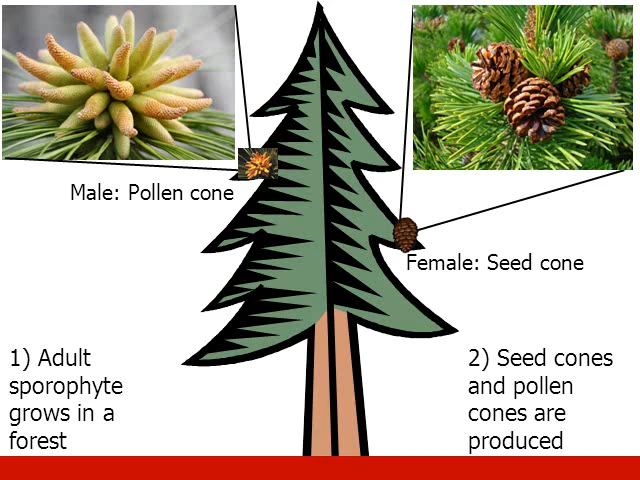 Male: Pollen cone
Female: Seed cone
1) Adult
sporophyte
grows in a
forest
2) Seed cones
and pollen
cones are
produced